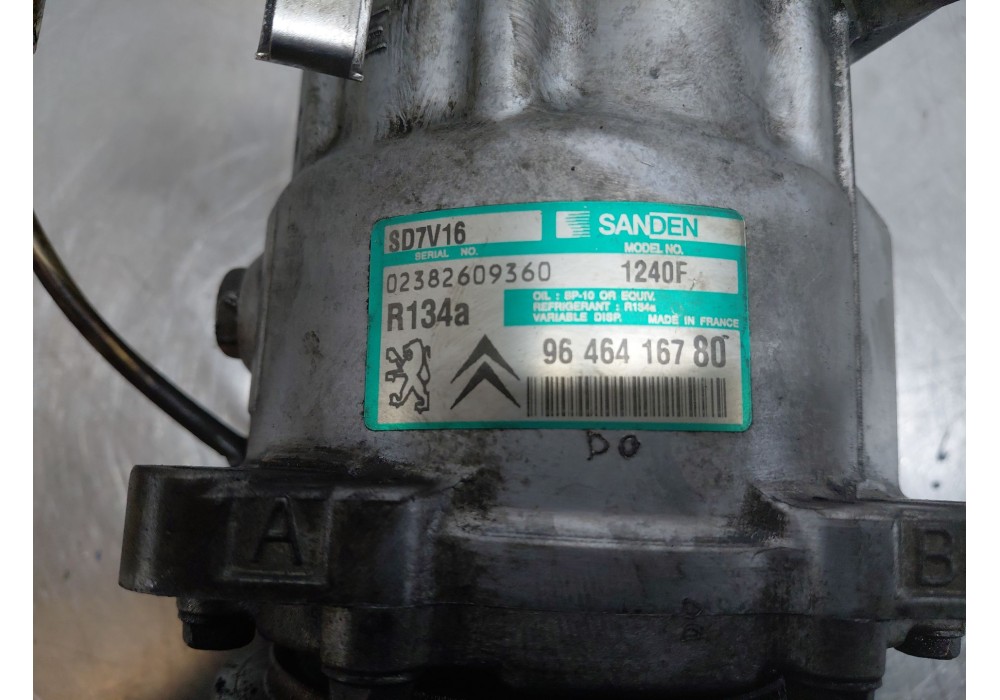 SD7V16 SANDEN
SERIAL NO. MODEL NO.
02382609360 1240F
R134a
OIL : SP-10 OR EQUIV.
REFRIGERANT : R134a
VARIABLE DISP. MADE IN FRANCE
96 464 167 80
DO
A B